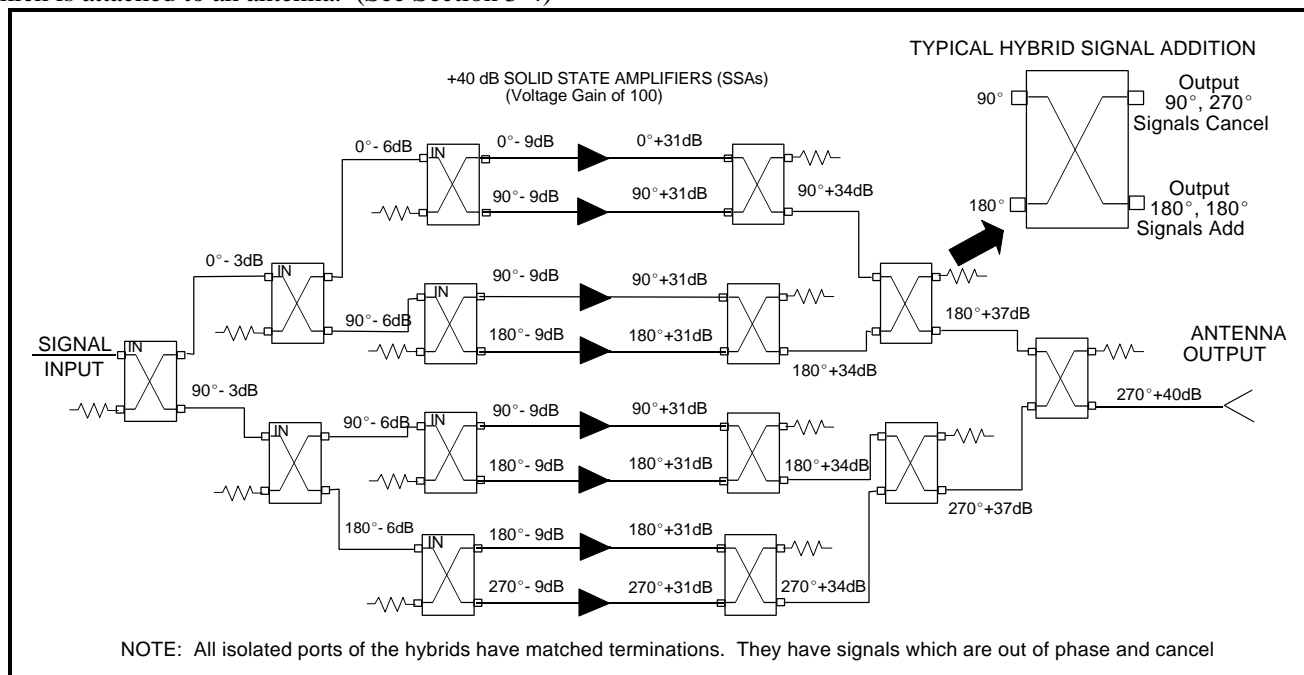 which is attached to an antenna. (See Section 5-4)
TYPICAL HYBRID SIGNAL ADDITION
+40 dB SOLID STATE AMPLIFIERS (SSAs)
(Voltage Gain of 100)
90°
Output
90°, 270°
Signals Cancel
180°
Output
180°, 180°
Signals Add
0°- 6dB
IN
0°- 9dB
0°+31dB
90°- 9dB
90°+31dB
90°+34dB
0°- 3dB
IN
90°- 6dB
IN
90°- 9dB
90°+31dB
180°- 9dB
180°+31dB
180°+34dB
180°+37dB
SIGNAL
INPUT
IN
ANTENNA
OUTPUT
270°+40dB
90°- 3dB
IN
90°- 6dB
IN
90°- 9dB
90°+31dB
180°- 9dB
180°+31dB
180°+34dB
270°+37dB
180°- 6dB
IN
180°- 9dB
180°+31dB
270°- 9dB
270°+31dB
270°+34dB
NOTE: All isolated ports of the hybrids have matched terminations. They have signals which are out of phase and cancel